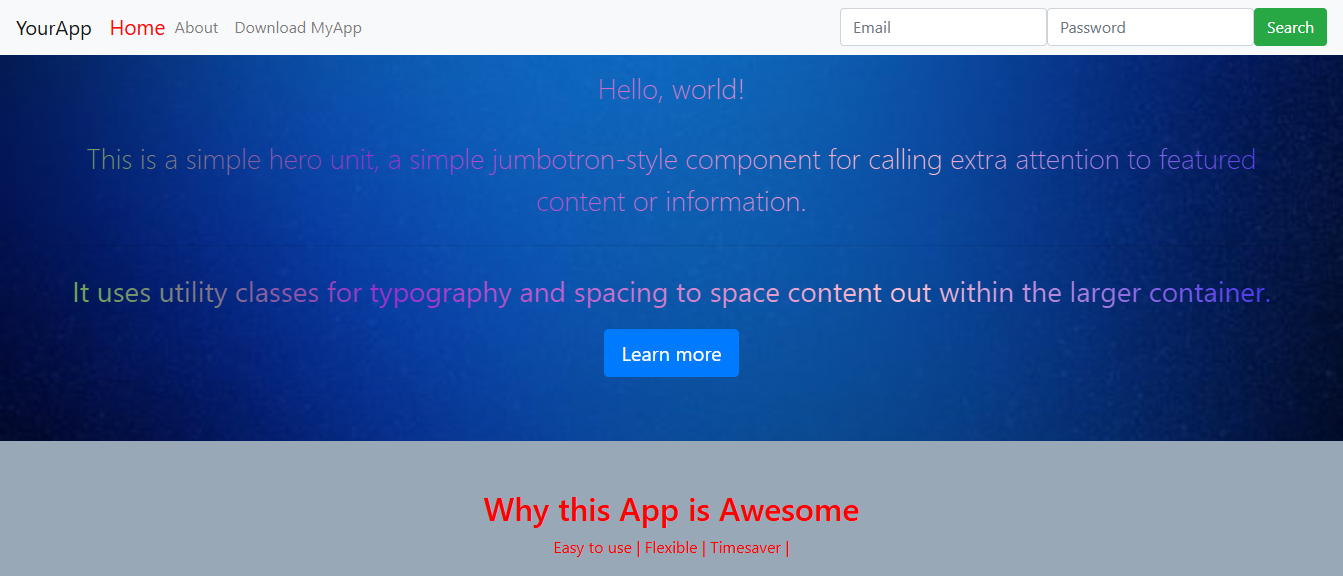 YourApp Home About Download MyApp Email Password Search
Hello, world!
This is a simple hero unit, a simple jumbotron-style component for calling extra attention to featured
content or information.
It uses utility classes for typography and spacing to space content out within the larger container.
Learn more
Why this App is Awesome
Easy to use | Flexible | Timesaver |